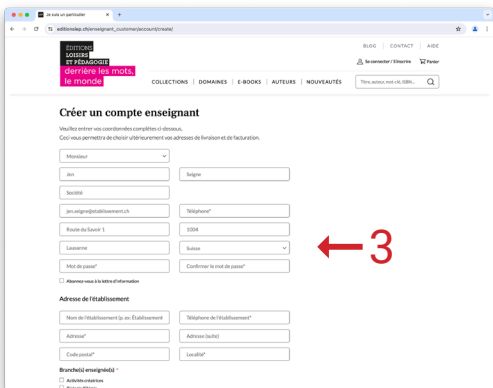 Je suis un particulier
editionslep.ch/enseignant_customer/account/create/
BLOG | CONTACT | AIDE
ÉDITIONS
LOISIRS
ET PÉDAGOGIE
derrière les mots,
le monde
Se connecter / S'inscrire Panier
COLLECTIONS | DOMAINES | E-BOOKS | AUTEURS | NOUVEAUTÉS
Titre, auteur, mot-clé, ISBN...
Créer un compte enseignant
Veuillez entrer vos coordonnées complètes ci-dessous.
Ceci vous permettra de choisir ultérieurement vos adresses de livraison et de facturation.
Monsieur
Jen Seigne
Société
jen.seigne@etablissement.ch Téléphone*
Route du Savoir 1 1004
Lausanne Suisse
3
Mot de passe* Confirmer le mot de passe*
Abonnez-vous à la lettre d'information
Adresse de l'établissement
Nom de l'établissement (p. ex: Établissement Téléphone de l'établissement*
Adresse* Adresse (suite)
Code postal* Localité*
Branche(s) enseignée(s) *
Activités créatrices